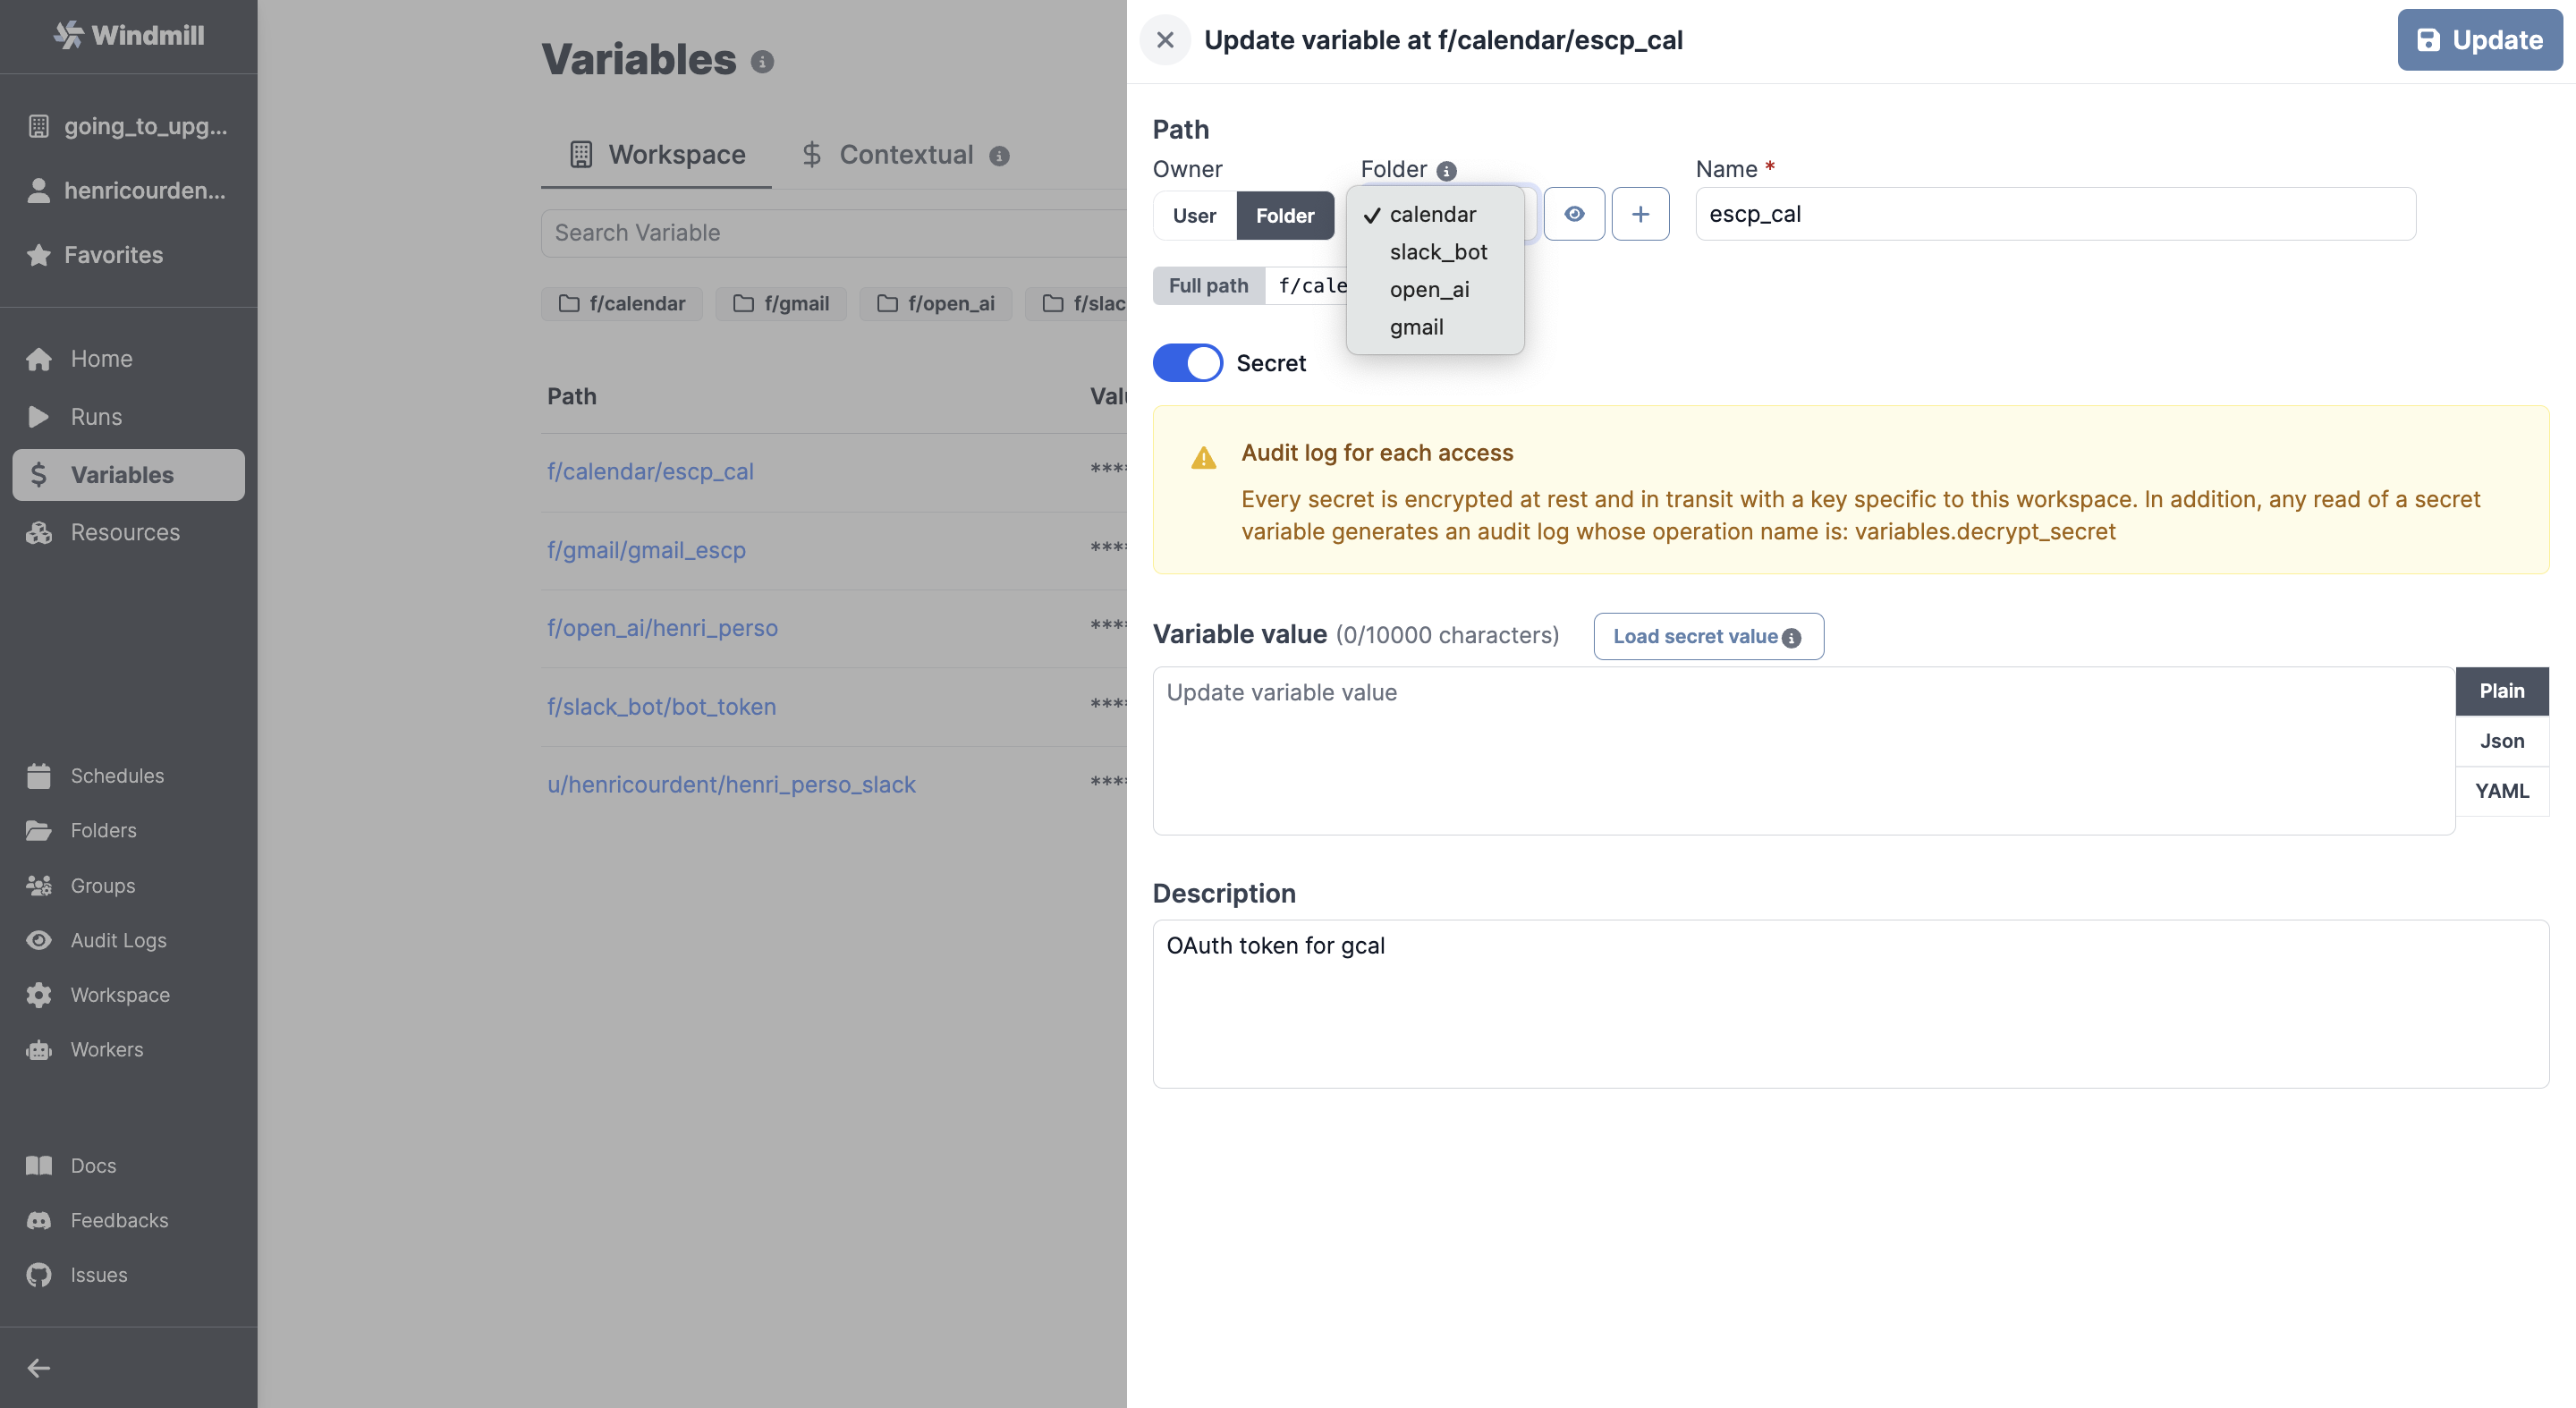 Windmill
going_to_upg...
henricourden...
Favorites
Home
Runs
Variables
Resources
Schedules
Folders
Groups
Audit Logs
Workspace
Workers
Docs
Feedbacks
Issues
Variables
Workspace
Contextual
Search Variable
f/calendar
f/gmail
f/open_ai
f/slac
Path
Valu
f/calendar/escp_cal
****
f/gmail/gmail_escp
****
f/open_ai/henri_perso
****
f/slack_bot/bot_token
****
u/henricourdent/henri_perso_slack
****
Update variable at f/calendar/escp_cal
Update
Path
Owner
Folder
Name *
User
Folder
✓ calendar
slack_bot
open_ai
gmail
escp_cal
Full path
f/cale
Secret
Audit log for each access
Every secret is encrypted at rest and in transit with a key specific to this workspace. In addition, any read of a secret
variable generates an audit log whose operation name is: variables.decrypt_secret
Variable value (0/10000 characters)
Load secret value
Update variable value
Plain
Json
YAML
Description
OAuth token for gcal